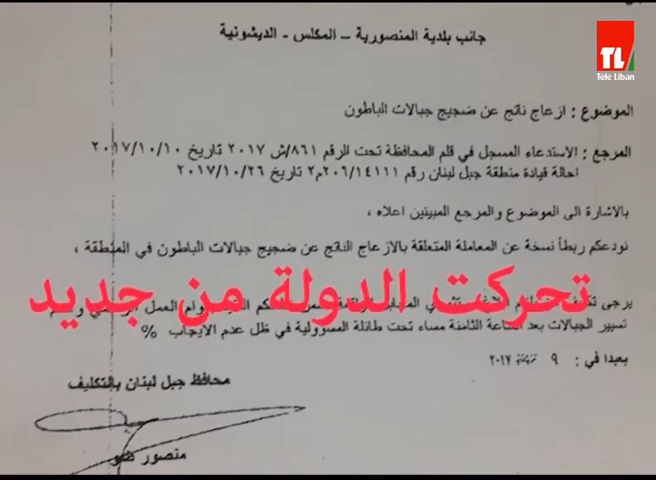 TL
Télé Liban
جانب بلدية المنصورية - المكلس - الديشونية
الموضوع : ازعاج ناتج عن ضجيج جبالات الباطون
المرجع : الاستدعاء المسجل في قلم المحافظة تحت الرقم ٨٦١/ش ٢٠١٧ تاريخ ٢٠١٧/١٠/١٠
احالة قيادة منطقة جبل لبنان رقم ٢٠٦/١٤١١١م٢ تاريخ ٢٠١٧/١٠/٢٦
بالاشارة الى الموضوع والمرجع المبينين اعلاه ،
نودعكم ربطاً نسخة عن المعاملة المتعلقة بالازعاج الناتج عن ضجيج جبالات الباطون في المنطقة ،
تحركت الدولة من جديد
يرجى
تسيير الجبالات بعد الساعة الثامنة مساء تحت طائلة المسؤولية في ظل عدم الايجاب %
بعبدا في : ٩ ٢٠١٧
محافظ جبل لبنان بالتكليف
منصور ضو